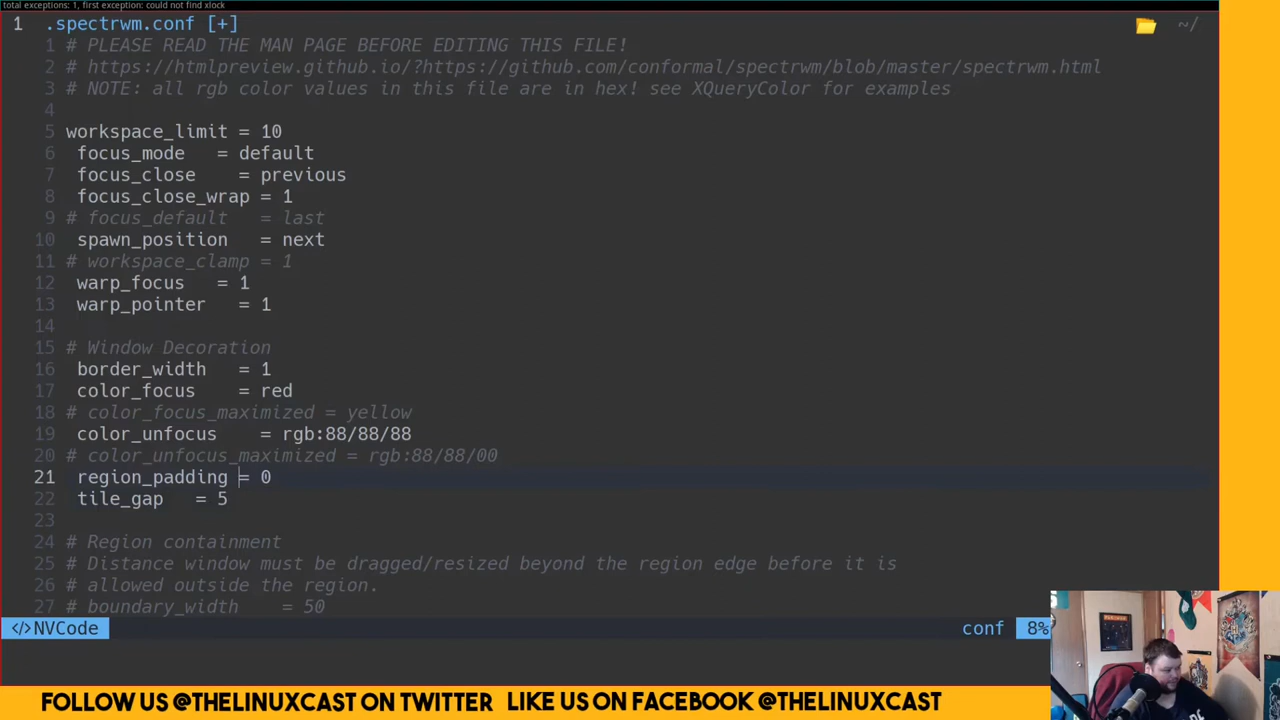 total exceptions: 1, first exception: could not find xlock
1 .spectrwm.conf [+] ~/
1 # PLEASE READ THE MAN PAGE BEFORE EDITING THIS FILE!
2 # https://htmlpreview.github.io/?https://github.com/conformal/spectrwm/blob/master/spectrwm.html
3 # NOTE: all rgb color values in this file are in hex! see XQueryColor for examples
4
5 workspace_limit = 10
6 focus_mode = default
7 focus_close = previous
8 focus_close_wrap = 1
9 # focus_default = last
10 spawn_position = next
11 # workspace_clamp = 1
12 warp_focus = 1
13 warp_pointer = 1
14
15 # Window Decoration
16 border_width = 1
17 color_focus = red
18 # color_focus_maximized = yellow
19 color_unfocus = rgb:88/88/88
20 # color_unfocus_maximized = rgb:88/88/00
21 region_padding = 0
22 tile_gap = 5
23
24 # Region containment
25 # Distance window must be dragged/resized beyond the region edge before it is
26 # allowed outside the region.
27 # boundary_width = 50
</>NVCode conf 8%
FOLLOW US @THELINUXCAST ON TWITTER LIKE US ON FACEBOOK @THELINUXCAST